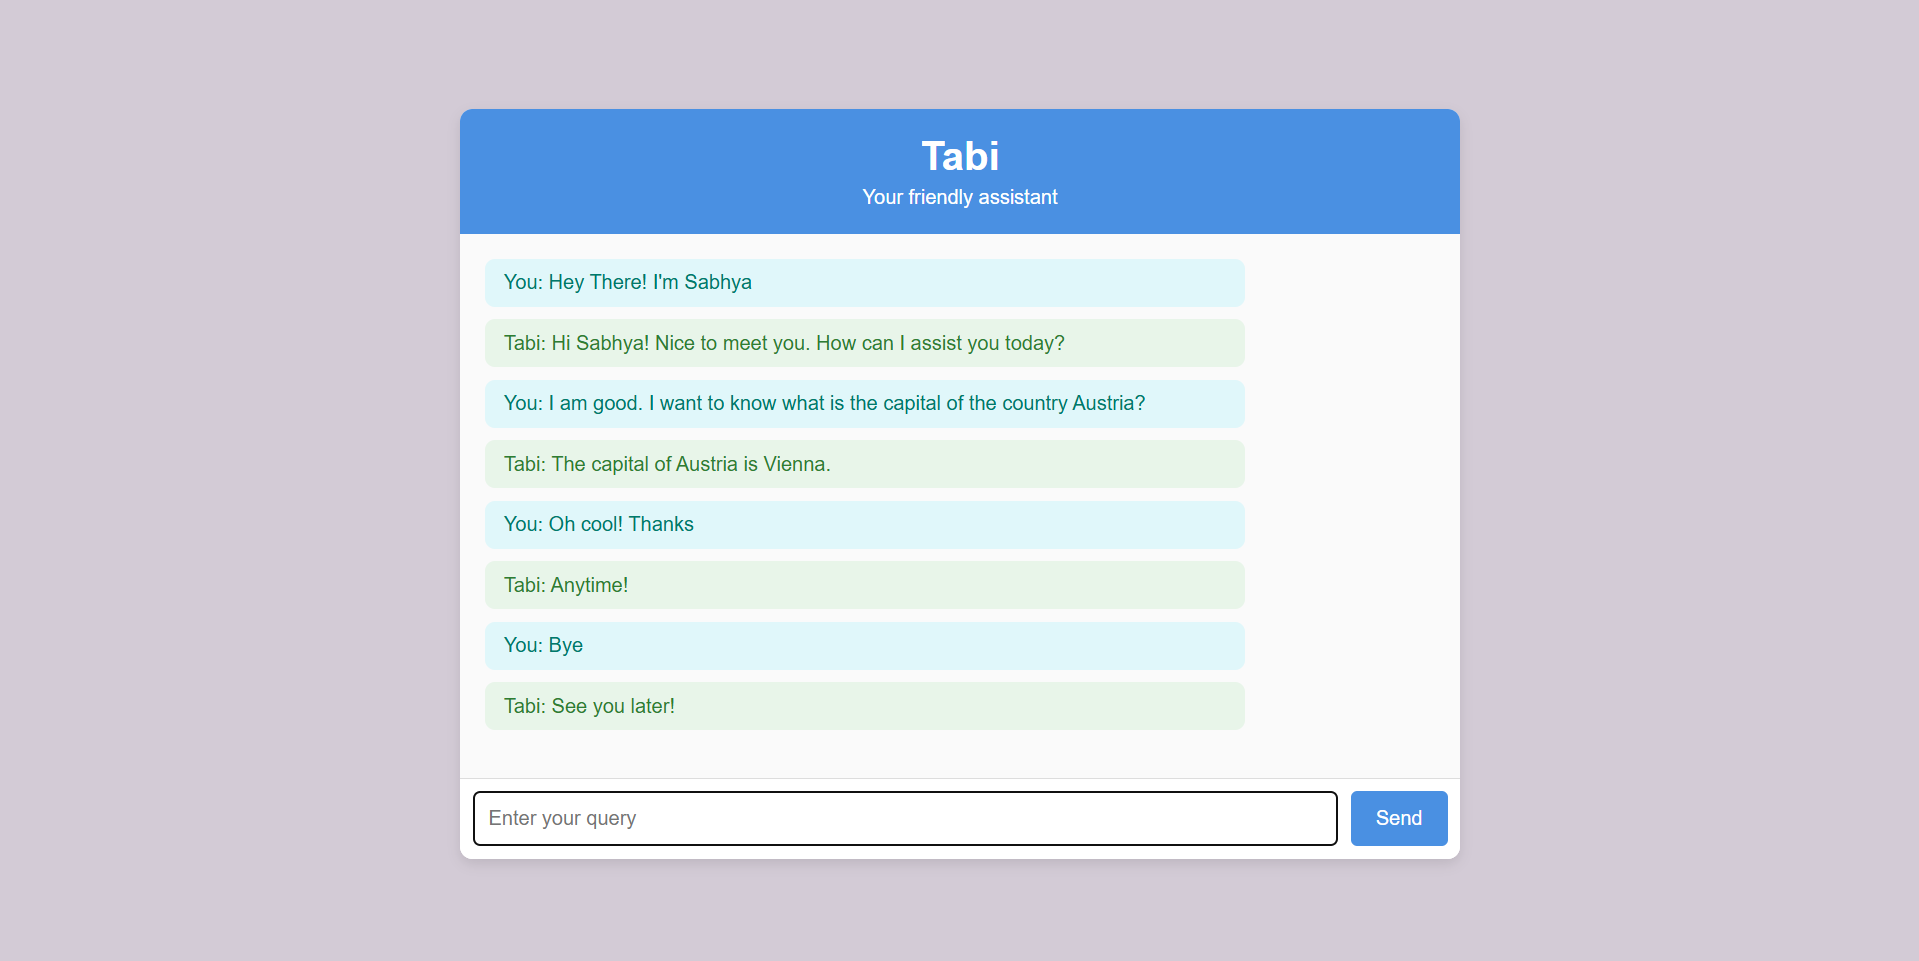 Tabi
Your friendly assistant
You: Hey There! I'm Sabhya
Tabi: Hi Sabhya! Nice to meet you. How can I assist you today?
You: I am good. I want to know what is the capital of the country Austria?
Tabi: The capital of Austria is Vienna.
You: Oh cool! Thanks
Tabi: Anytime!
You: Bye
Tabi: See you later!
Enter your query
Send